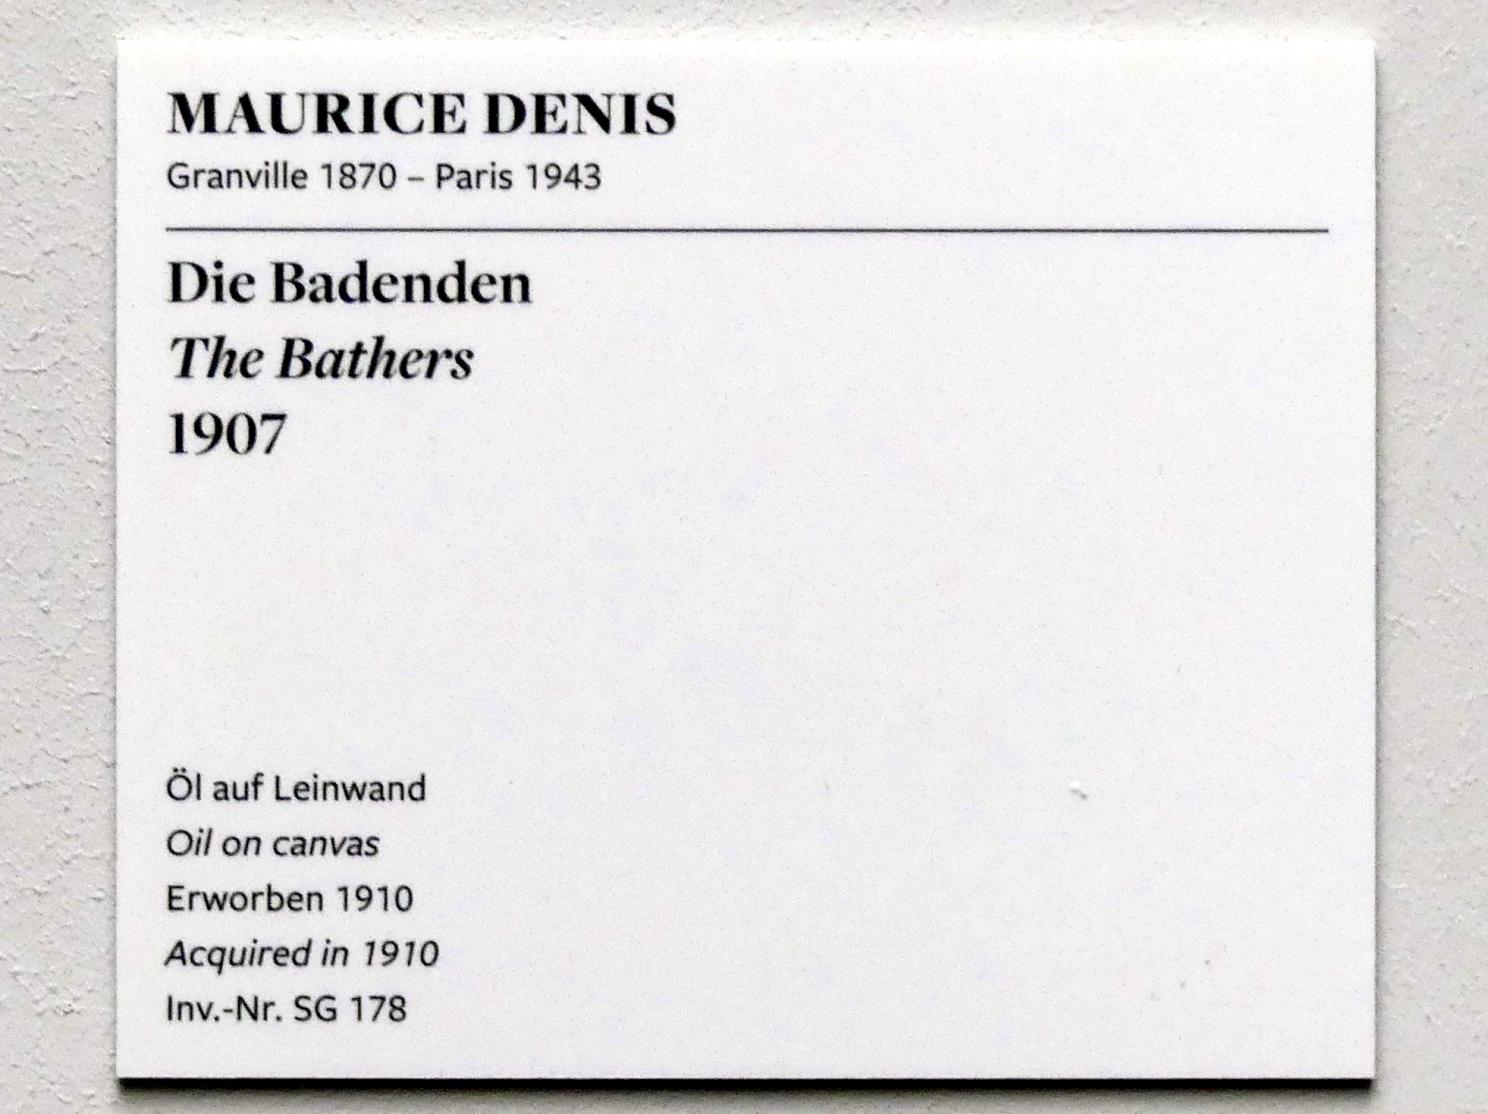 MAURICE DENIS
Granville 1870 – Paris 1943
Die Badenden
The Bathers
1907
Öl auf Leinwand
Oil on canvas
Erworben 1910
Acquired in 1910
Inv.-Nr. SG 178